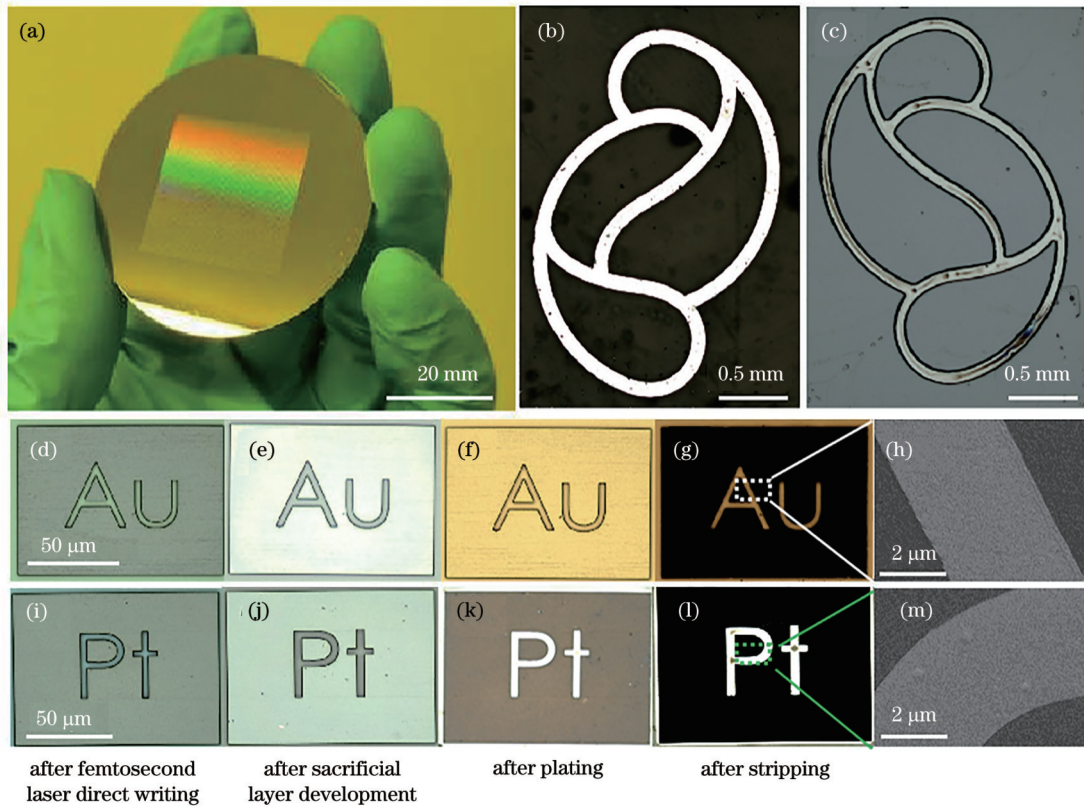 (a)
20 mm
(b)
0.5 mm
(c)
0.5 mm
(d)
Au
50 μm
(e)
Au
(f)
Au
(g)
Au
(h)
2 μm
(i)
Pt
50 μm
(j)
Pt
(k)
Pt
(l)
Pt
(m)
2 μm
after femtosecond
laser direct writing
after sacrificial
layer development
after plating
after stripping